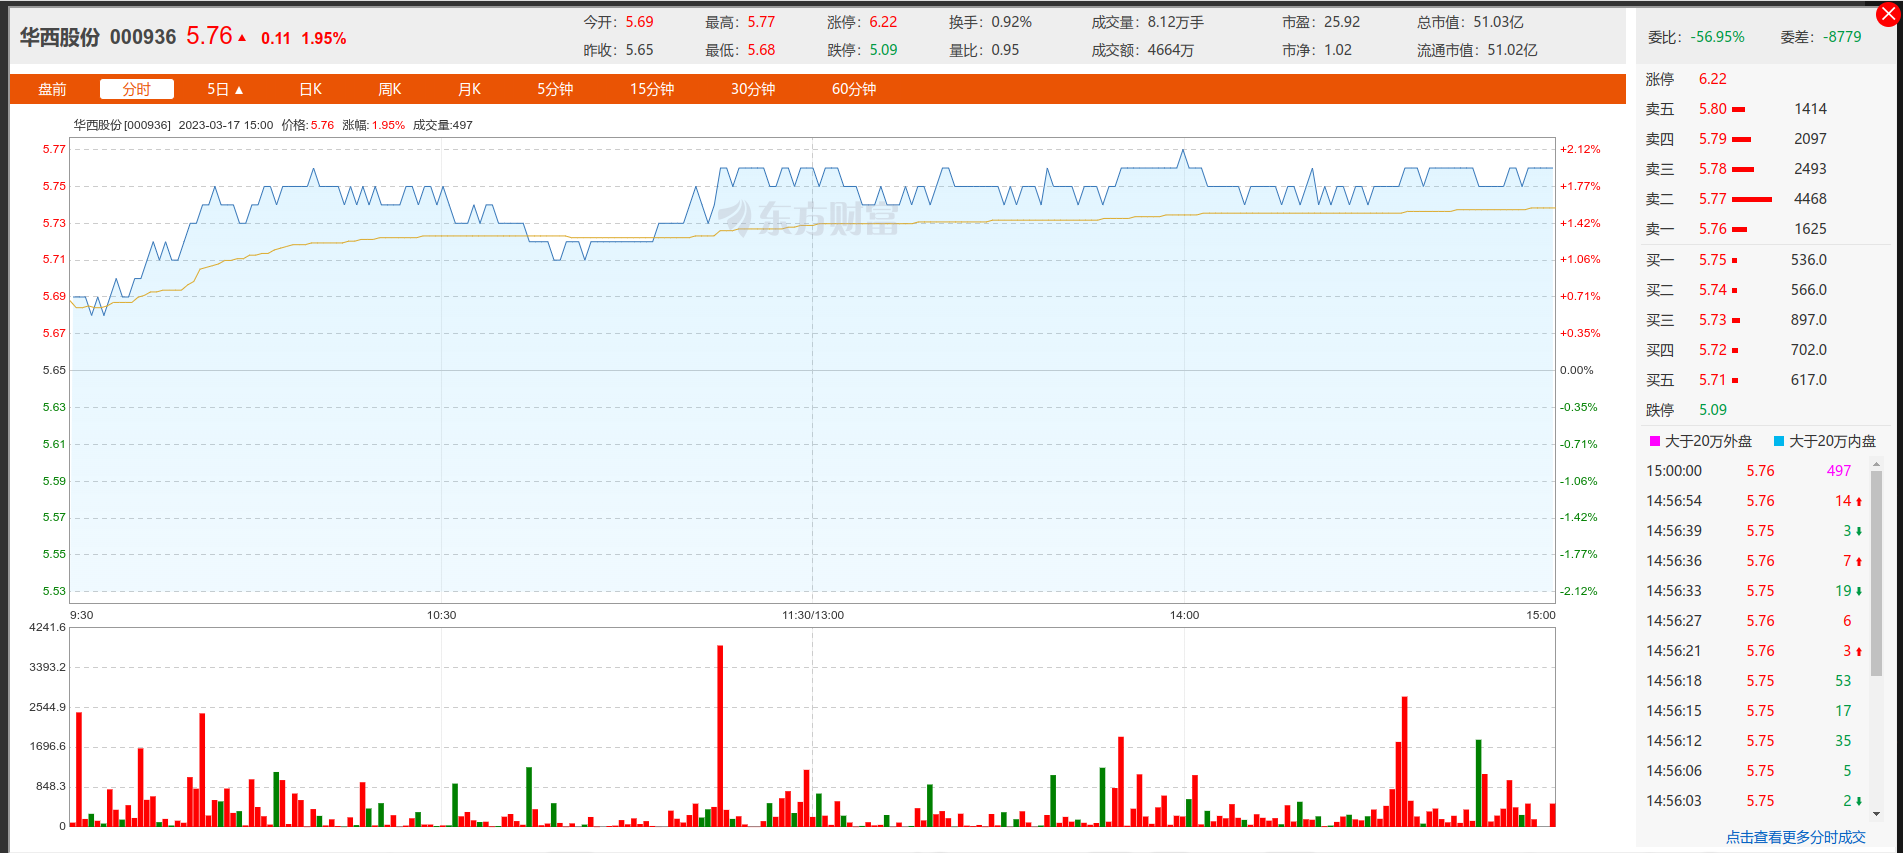 华西股份 000936 5.76 ▲ 0.11 1.95%
今开：5.69 最高：5.77 涨停：6.22 换手：0.92% 成交量：8.12万手 市盈：25.92 总市值：51.03亿
昨收：5.65 最低：5.68 跌停：5.09 量比：0.95 成交额：4664万 市净：1.02 流通市值：51.02亿
盘前 分时 5日 ▲ 日K 周K 月K 5分钟 15分钟 30分钟 60分钟
华西股份[000936] 2023-03-17 15:00 价格:5.76 涨幅:1.95% 成交量:497
5.77 +2.12%
5.75 +1.77%
5.73 +1.42%
东方财富
5.71 +1.06%
5.69 +0.71%
5.67 +0.35%
5.65 0.00%
5.63 -0.35%
5.61 -0.71%
5.59 -1.06%
5.57 -1.42%
5.55 -1.77%
5.53 -2.12%
9:30 10:30 11:30/13:00 14:00 15:00
4241.6
3393.2
2544.9
1696.6
848.3
0
委比：-56.95% 委差：-8779
涨停 6.22
卖五 5.80 1414
卖四 5.79 2097
卖三 5.78 2493
卖二 5.77 4468
卖一 5.76 1625
买一 5.75 536.0
买二 5.74 566.0
买三 5.73 897.0
买四 5.72 702.0
买五 5.71 617.0
跌停 5.09
大于20万外盘 大于20万内盘
15:00:00 5.76 497
14:56:54 5.76 14
14:56:39 5.75 3
14:56:36 5.76 7
14:56:33 5.75 19
14:56:27 5.76 6
14:56:21 5.76 3
14:56:18 5.75 53
14:56:15 5.75 17
14:56:12 5.75 35
14:56:06 5.75 5
14:56:03 5.75 2
点击查看更多分时成交